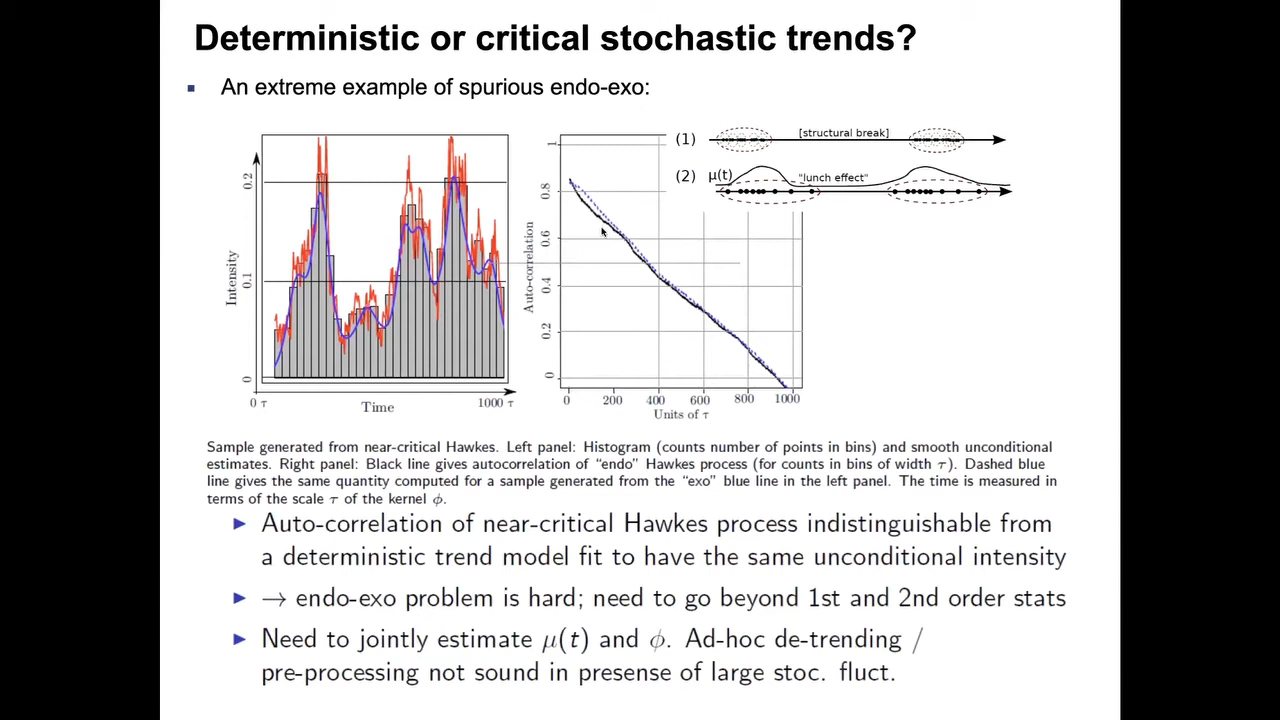 Deterministic or critical stochastic trends?
An extreme example of spurious endo-exo:
Intensity
0
0.1
0.2
0 τ
Time
1000 τ
Auto-correlation
0
0.2
0.4
0.6
0.8
1
0 200 400 600 800 1000
Units of τ
(1) [structural break]
(2) μ(t) "lunch effect"
Sample generated from near-critical Hawkes. Left panel: Histogram (counts number of points in bins) and smooth unconditional
estimates. Right panel: Black line gives autocorrelation of “endo” Hawkes process (for counts in bins of width τ). Dashed blue
line gives the same quantity computed for a sample generated from the “exo” blue line in the left panel. The time is measured in
terms of the scale τ of the kernel ϕ.
Auto-correlation of near-critical Hawkes process indistinguishable from
a deterministic trend model fit to have the same unconditional intensity
→ endo-exo problem is hard; need to go beyond 1st and 2nd order stats
Need to jointly estimate μ(t) and ϕ. Ad-hoc de-trending /
pre-processing not sound in presense of large stoc. fluct.